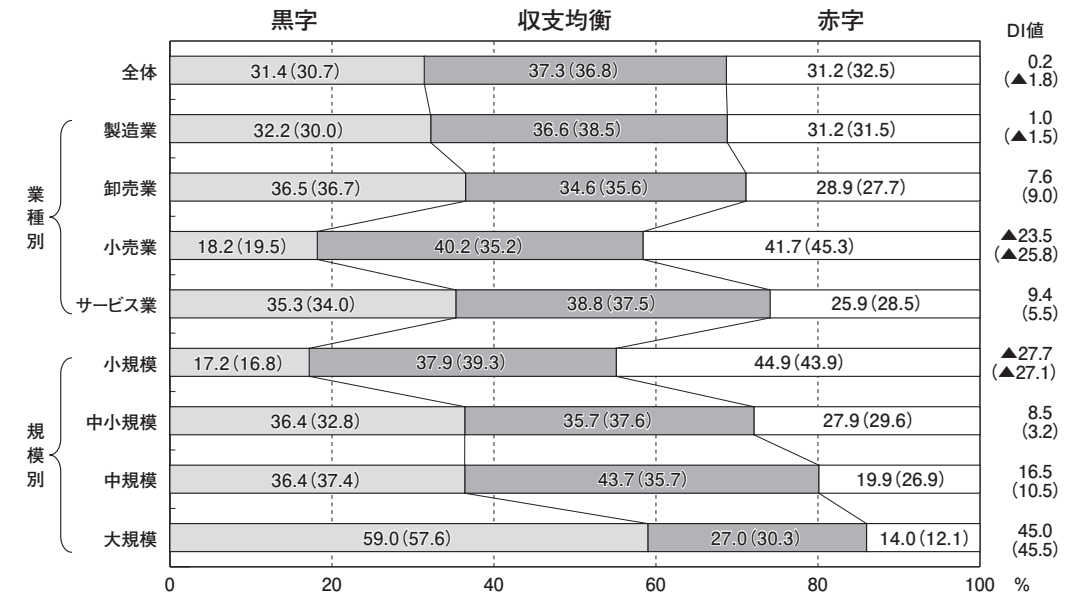 黒字 収支均衡 赤字 DI値
全体 31.4(30.7) 37.3(36.8) 31.2(32.5) 0.2
(▲1.8)
業種別
製造業 32.2(30.0) 36.6(38.5) 31.2(31.5) 1.0
(▲1.5)
卸売業 36.5(36.7) 34.6(35.6) 28.9(27.7) 7.6
(9.0)
小売業 18.2(19.5) 40.2(35.2) 41.7(45.3) ▲23.5
(▲25.8)
サービス業 35.3(34.0) 38.8(37.5) 25.9(28.5) 9.4
(5.5)
規模別
小規模 17.2(16.8) 37.9(39.3) 44.9(43.9) ▲27.7
(▲27.1)
中小規模 36.4(32.8) 35.7(37.6) 27.9(29.6) 8.5
(3.2)
中規模 36.4(37.4) 43.7(35.7) 19.9(26.9) 16.5
(10.5)
大規模 59.0(57.6) 27.0(30.3) 14.0(12.1) 45.0
(45.5)
0 20 40 60 80 100 %